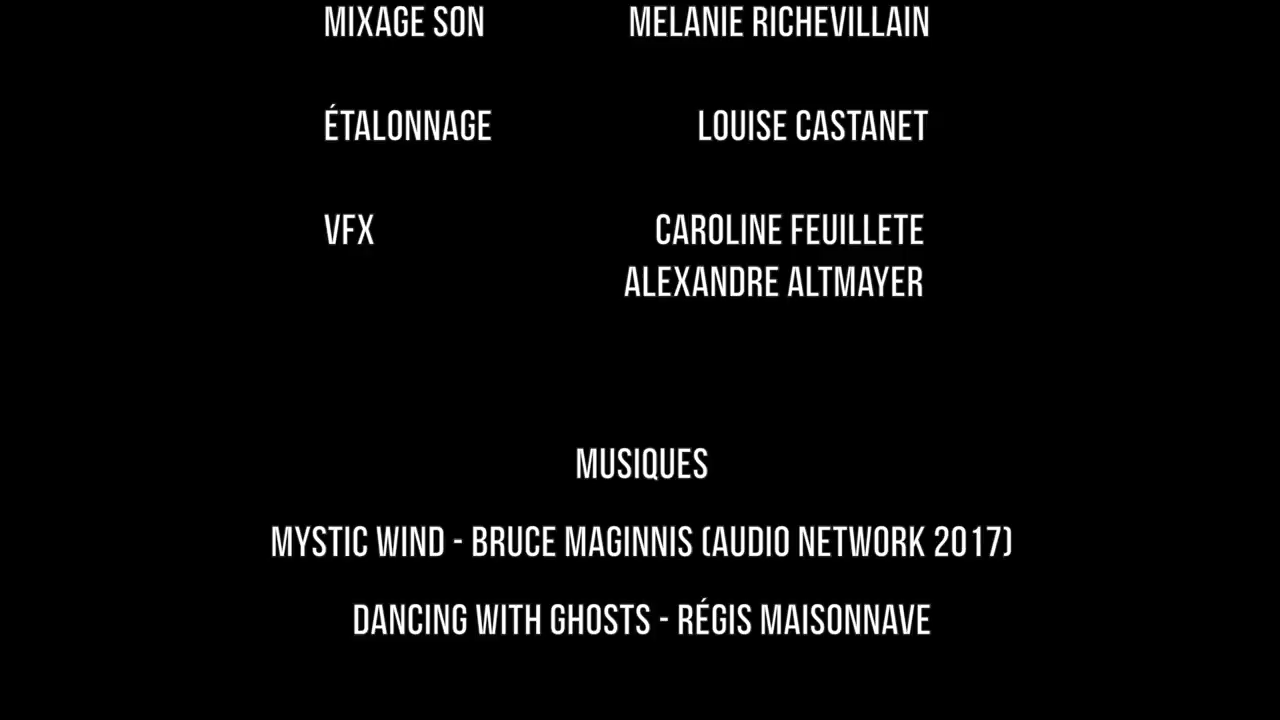 MIXAGE SON MELANIE RICHEVILLAIN
ÉTALONNAGE LOUISE CASTANET
VFX CAROLINE FEUILLETE
ALEXANDRE ALTMAYER
MUSIQUES
MYSTIC WIND - BRUCE MAGINNIS (AUDIO NETWORK 2017)
DANCING WITH GHOSTS - RÉGIS MAISONNAVE